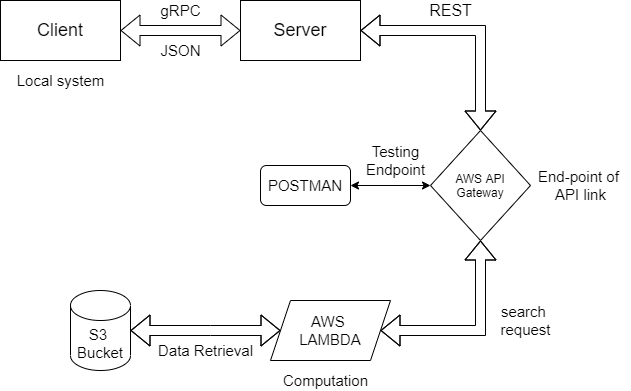 gRPC
REST
Client
Server
JSON
Local system
Testing
Endpoint
AWS API
Gateway
End-point of
API link
POSTMAN
search
request
S3
Bucket
Data Retrieval
AWS
LAMBDA
Computation